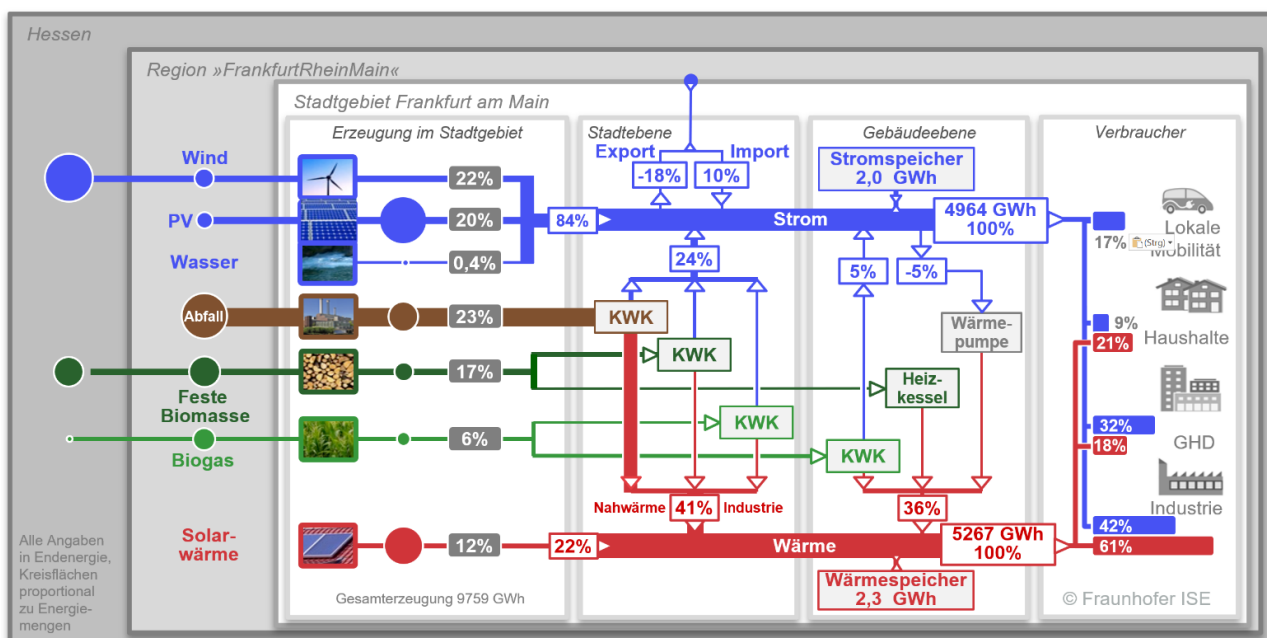 Hessen
Region »FrankfurtRheinMain«
Stadtgebiet Frankfurt am Main
Erzeugung im Stadtgebiet
Stadtebene
Gebäudeebene
Verbraucher
Export
Import
-18%
10%
Stromspeicher
2,0 GWh
Wind
22%
PV
20%
84%
Strom
4964 GWh
100%
Wasser
0,4%
24%
5%
-5%
17%
(Strg)
Lokale
Mobilität
Abfall
23%
KWK
Wärme-
pumpe
9%
21%
Haushalte
Feste
Biomasse
17%
KWK
Heiz-
kessel
Biogas
6%
KWK
KWK
32%
18%
GHD
Nahwärme
41%
Industrie
36%
Industrie
42%
61%
Solar-
wärme
12%
22%
Wärme
5267 GWh
100%
Wärmespeicher
2,3 GWh
Alle Angaben
in Endenergie,
Kreisflächen
proportional
zu Energie-
mengen
Gesamterzeugung 9759 GWh
© Fraunhofer ISE